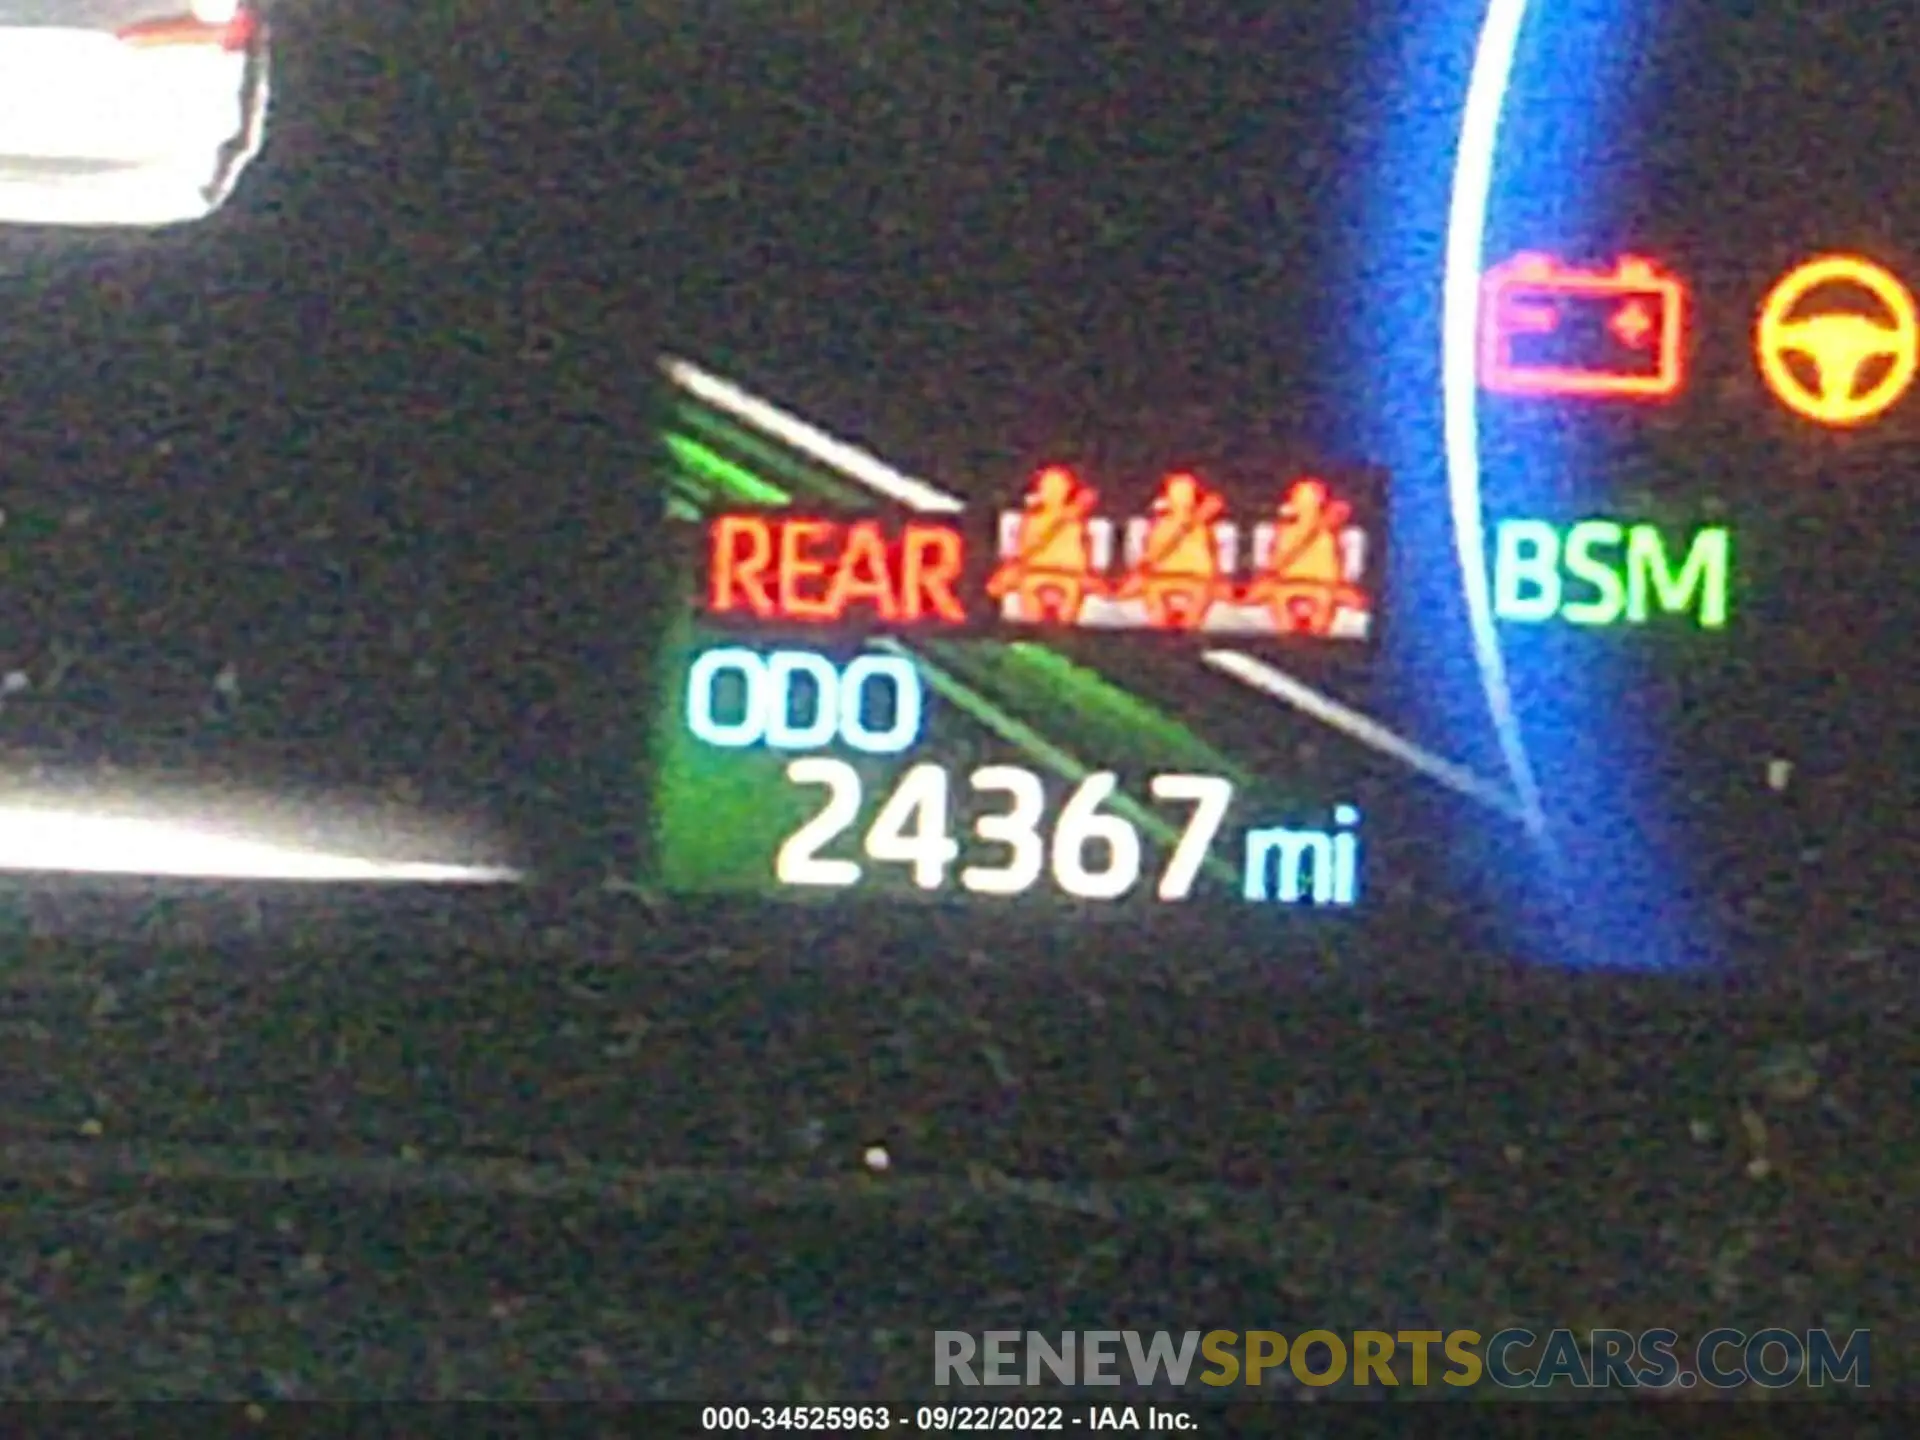 REAR
BSM
ODO
24367 mi
RENEWSPORTSCARS.COM
000-34525963 - 09/22/2022 - IAA Inc.